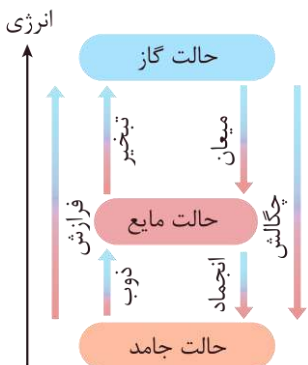 انرژی
حالت گاز
میعان
تبخیر
چگالش
فرازش
حالت مایع
انجماد
ذوب
حالت جامد